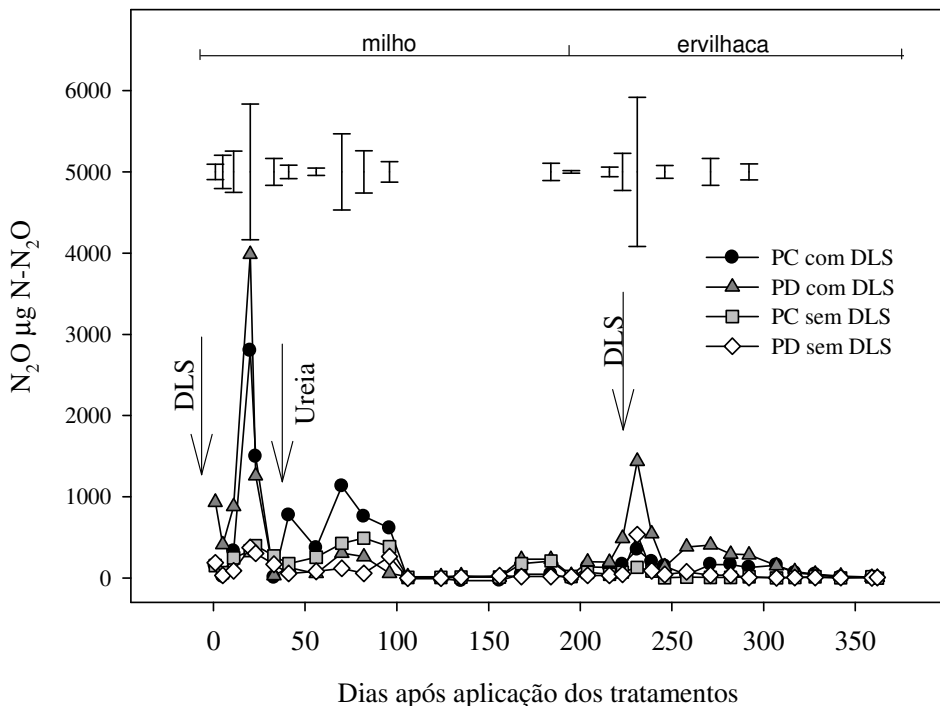 milho ervilhaca
6000
5000
4000
3000
2000
1000
0
N₂O µg N-N₂O
PC com DLS
PD com DLS
PC sem DLS
PD sem DLS
DLS
Ureia
DLS
0 50 100 150 200 250 300 350
Dias após aplicação dos tratamentos